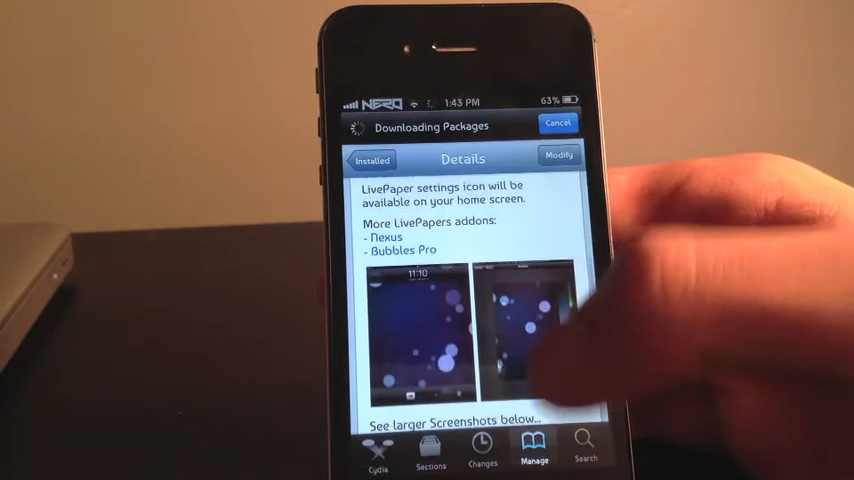 NERO 1:43 PM 63%
Downloading Packages Cancel
Installed Details Modify
LivePaper settings icon will be
available on your home screen.
More LivePapers addons:
- Nexus
- Bubbles Pro
11:10
See larger Screenshots below...
Cydia Sections Changes Manage Search